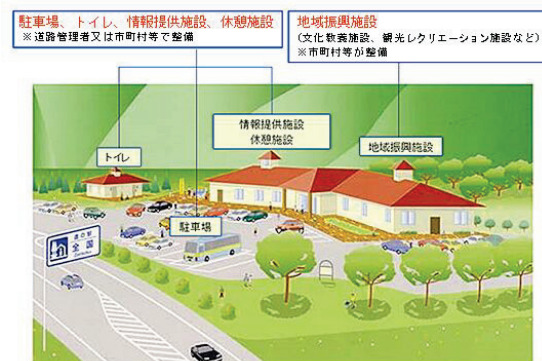 駐車場、トイレ、情報提供施設、休憩施設
※道路管理者又は市町村等で整備
地域振興施設
(文化教養施設、観光レクリエーション施設など)
※市町村等が整備
情報提供施設
休憩施設
トイレ
地域振興施設
駐車場
道の駅
全国